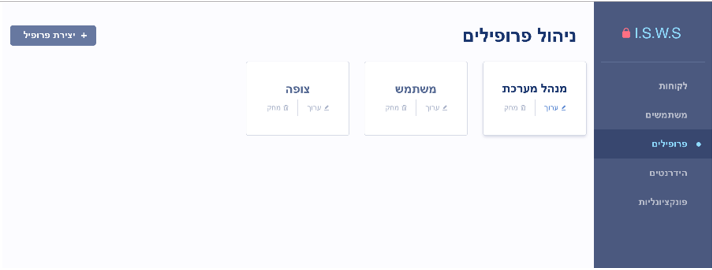 I.S.W.S
לקוחות
משתמשים
פרופילים
הידרנטים
פונקציונליות
ניהול פרופילים
+ יצירת פרופיל
מנהל מערכת
ערוך
מחק
משתמש
ערוך
מחק
צופה
ערוך
מחק